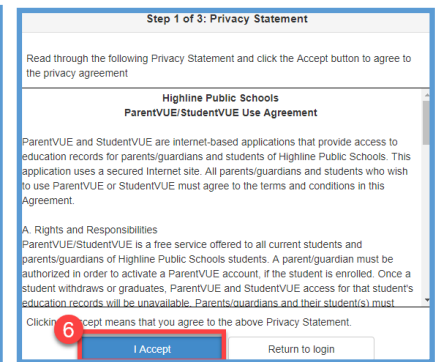 Step 1 of 3: Privacy Statement
Read through the following Privacy Statement and click the Accept button to agree to
the privacy agreement
Highline Public Schools
ParentVUE/StudentVUE Use Agreement
ParentVUE and StudentVUE are internet-based applications that provide access to
education records for parents/guardians and students of Highline Public Schools. This
application uses a secured Internet site. All parents/guardians and students who wish
to use ParentVUE or StudentVUE must agree to the terms and conditions in this
Agreement.
A. Rights and Responsibilities
ParentVUE/StudentVUE is a free service offered to all current students and
parents/guardians of Highline Public Schools students. A parent/guardian must be
authorized in order to activate a ParentVUE account, if the student is enrolled. Once a
student withdraws or graduates, ParentVUE and StudentVUE access for that student's
education records will be unavailable. Parents/guardians and their student(s) must
Clicking cept means that you agree to the above Privacy Statement.
6
I Accept
Return to login